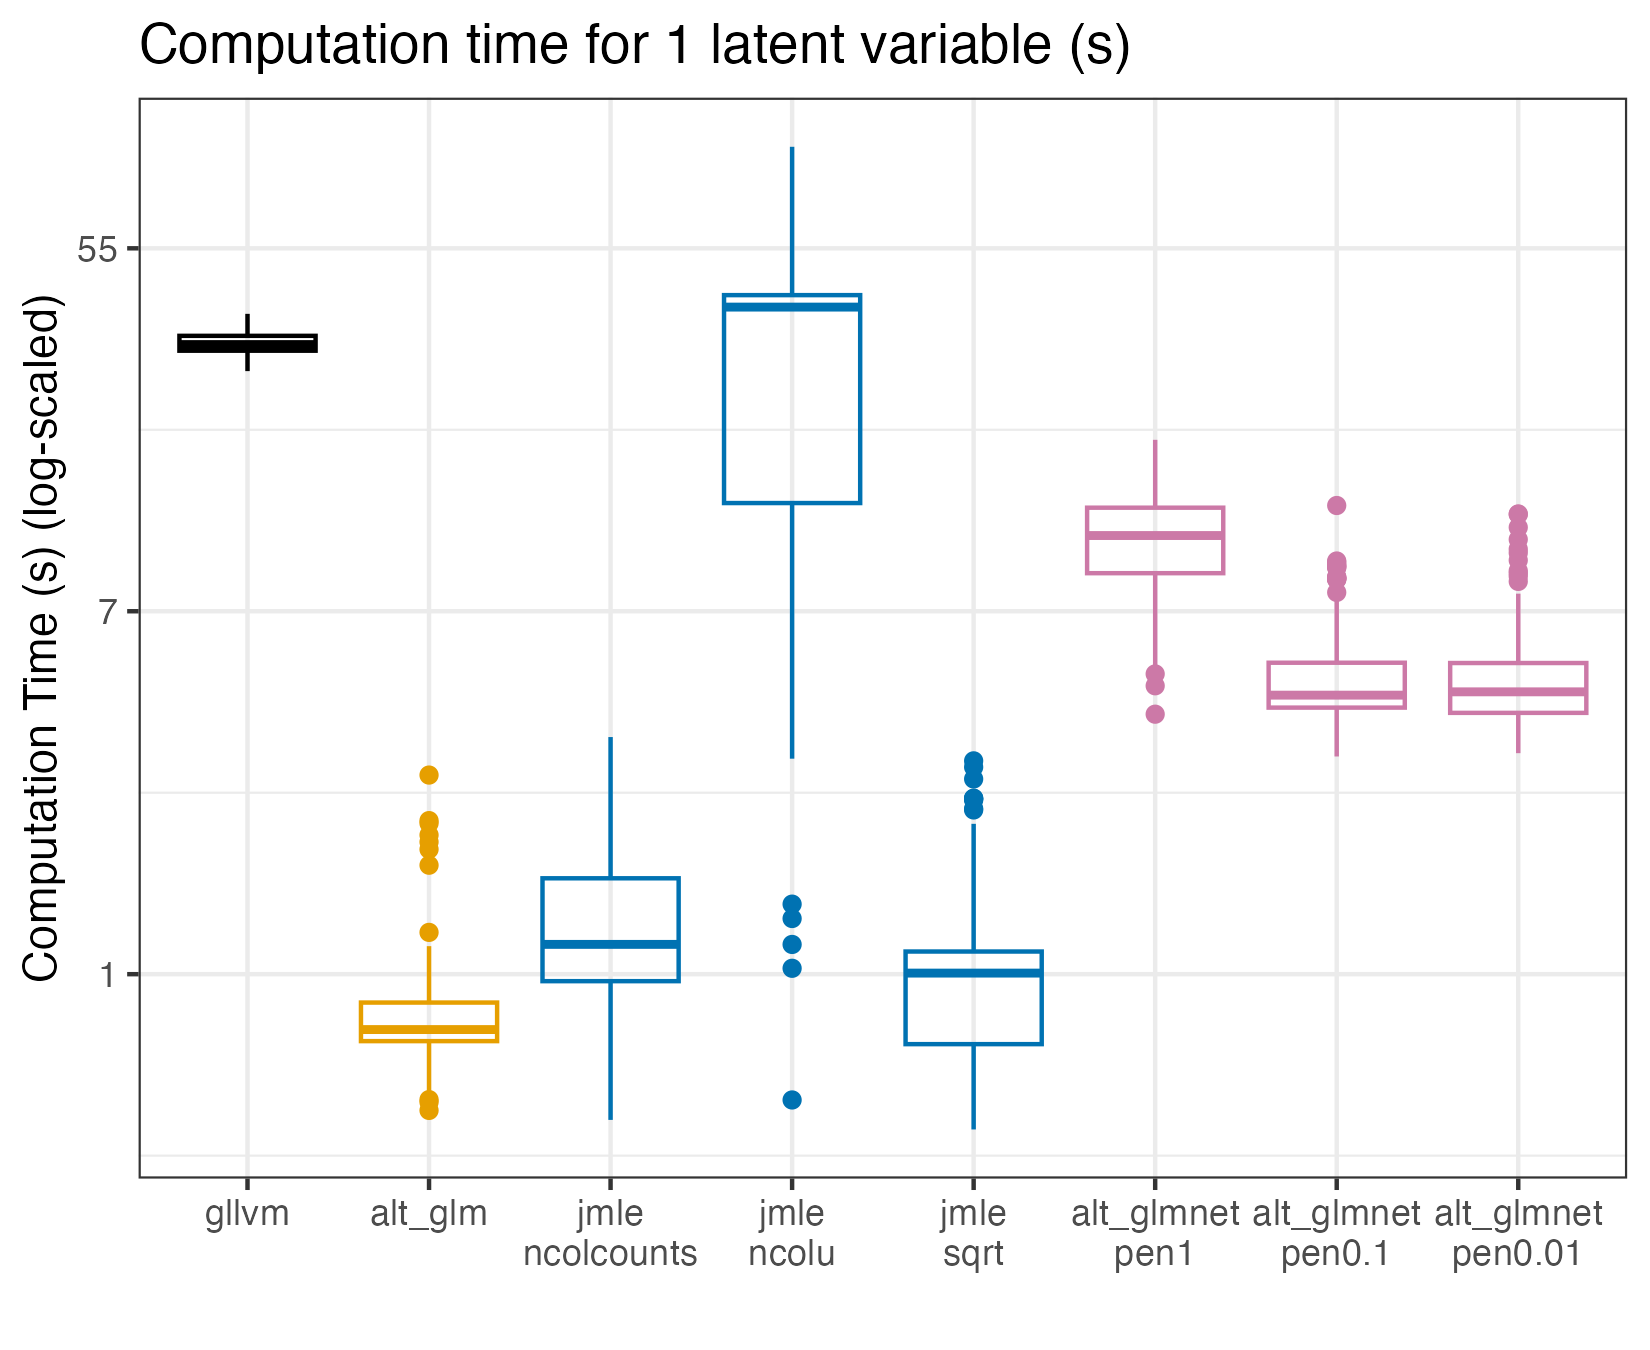 Computation time for 1 latent variable (s)
Computation Time (s) (log-scaled)
55
7
1
gllvm
alt_glm
jmle
ncolcounts
jmle
ncolu
jmle
sqrt
alt_glmnet
pen1
alt_glmnet
pen0.1
alt_glmnet
pen0.01